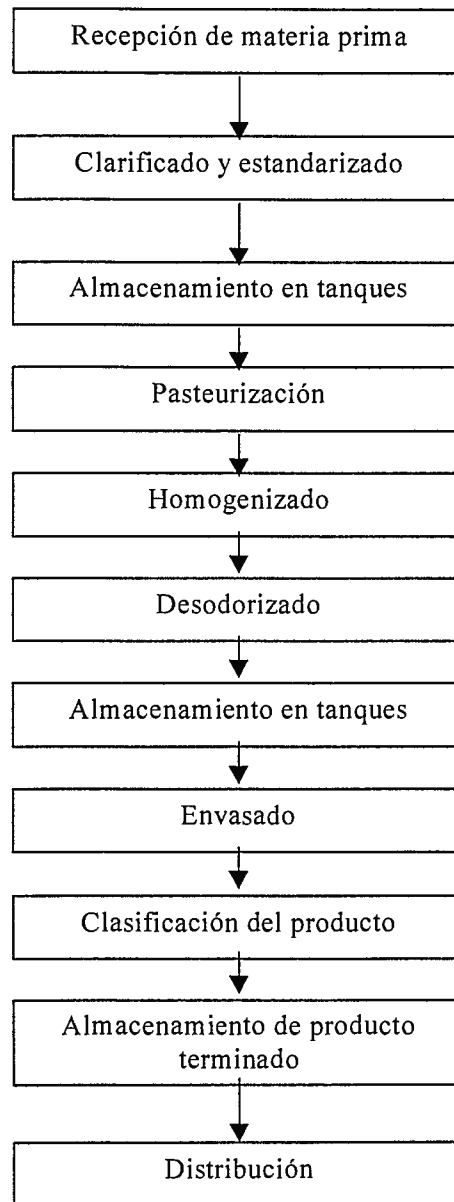 Recepción de materia prima
Clarificado y estandarizado
Almacenamiento en tanques
Pasteurización
Homogenizado
Desodorizado
Almacenamiento en tanques
Envasado
Clasificación del producto
Almacenamiento de producto
terminado
Distribución